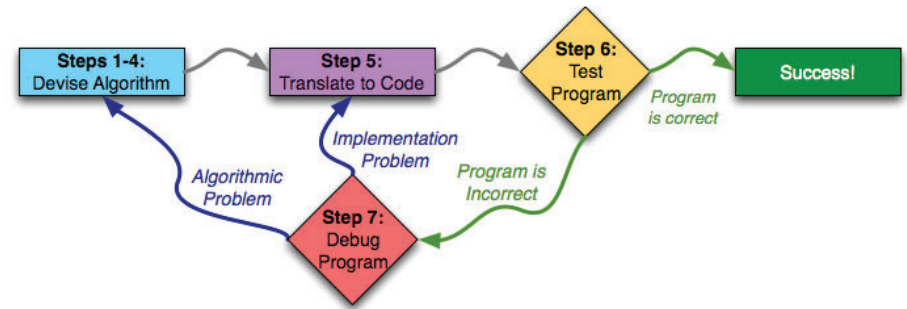 Steps 1-4:
Devise Algorithm
Step 5:
Translate to Code
Step 6:
Test
Program
Success!
Program
is correct
Implementation
Problem
Algorithmic
Problem
Program is
Incorrect
Step 7:
Debug
Program